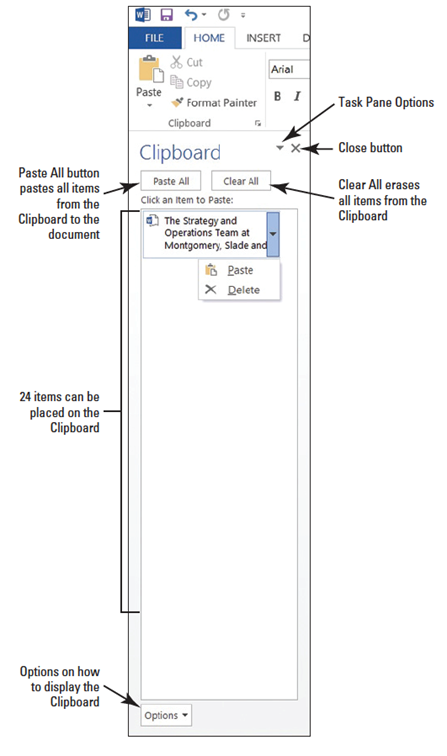 FILE
HOME
INSERT
D
Paste
Cut
Copy
Format Painter
Clipboard
Arial
B I
Task Pane Options
Clipboard
Close button
Paste All button
pastes all items
from the
Clipboard to the
document
Paste All
Clear All
Clear All erases
all items from the
Clipboard
Click an Item to Paste:
The Strategy and
Operations Team at
Montgomery, Slade and
Paste
Delete
24 items can be
placed on the
Clipboard
Options on how
to display the
Clipboard
Options